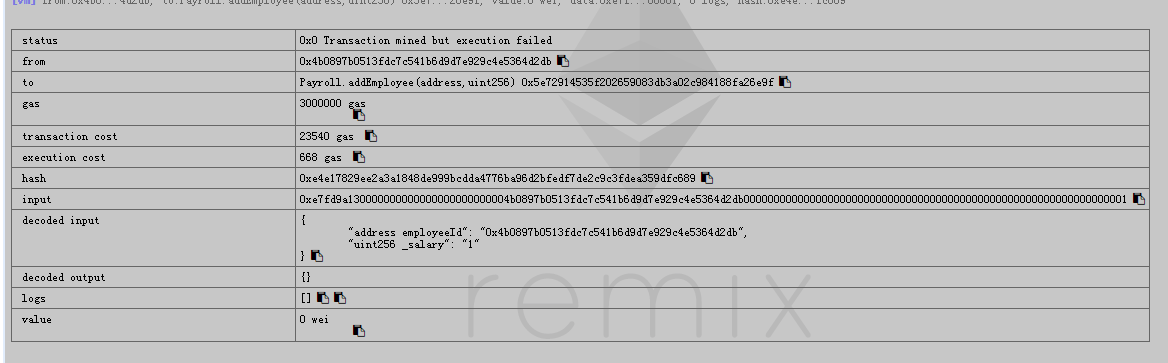 [vm] from:0x4b0...4d2db, to:Payroll.addEmployee(address,uint256) 0x5e7...26e9f, value:0 wei, data:0xe7f...00001, 0 logs, hash:0xe4e...fc689
status 0x0 Transaction mined but execution failed
from 0x4b0897b0513fdc7c541b6d9d7e929c4e5364d2db
to Payroll.addEmployee(address,uint256) 0x5e72914535f202659083db3a02c984188fa26e9f
gas 3000000 gas
transaction cost 23540 gas
execution cost 668 gas
hash 0xe4e17829ee2a3a1848de999bcdda4776ba96d2bfedf7de2c9c3fdea359dfc689
input 0xe7fd9a130000000000000000000000004b0897b0513fdc7c541b6d9d7e929c4e5364d2db0000000000000000000000000000000000000000000000000000000000000001
decoded input {
"address employeeId": "0x4b0897b0513fdc7c541b6d9d7e929c4e5364d2db",
"uint256 _salary": "1"
}
decoded output {}
logs []
value 0 wei
remix